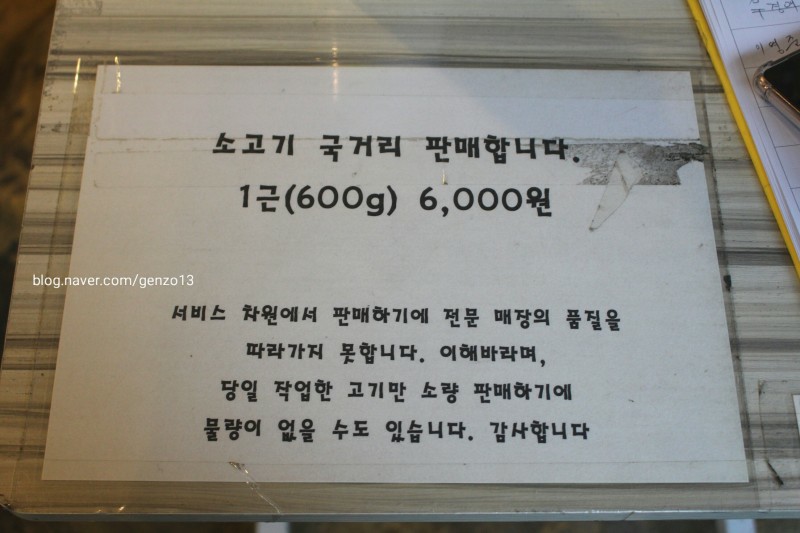 소고기 국거리 판매합니다.
1근(600g) 6,000원
blog.naver.com/genzo13
서비스 차원에서 판매하기에 전문 매장의 품질을
따라가지 못합니다. 이해바라며,
당일 작업한 고기만 소량 판매하기에
물량이 없을 수도 있습니다. 감사합니다